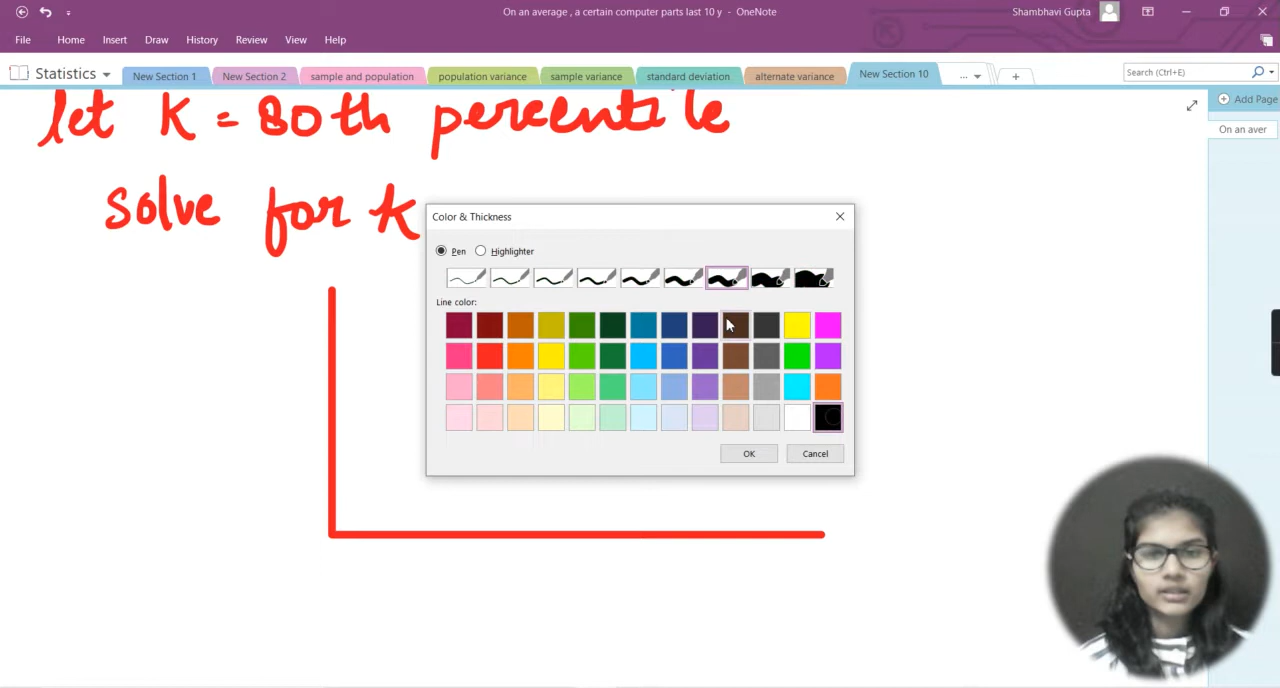 On an average , a certain computer parts last 10 y - OneNote
Shambhavi Gupta
File Home Insert Draw History Review View Help
Statistics
New Section 1
New Section 2
sample and population
population variance
sample variance
standard deviation
alternate variance
New Section 10
...
+
Search (Ctrl+E)
Add Page
On an aver
let k = 80th percentile
solve for k
Color & Thickness
Pen Highlighter
Line color:
OK Cancel